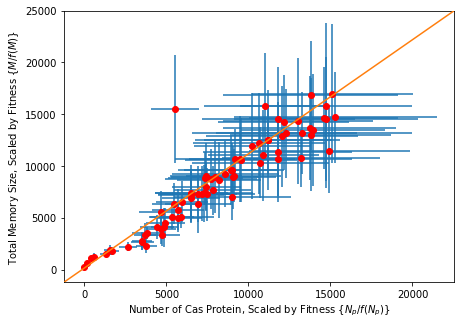 25000
20000
15000
10000
5000
0
Total Memory Size, Scaled by Fitness {M/f(M)}
0 5000 10000 15000 20000
Number of Cas Protein, Scaled by Fitness {Nₚ/f(Nₚ)}